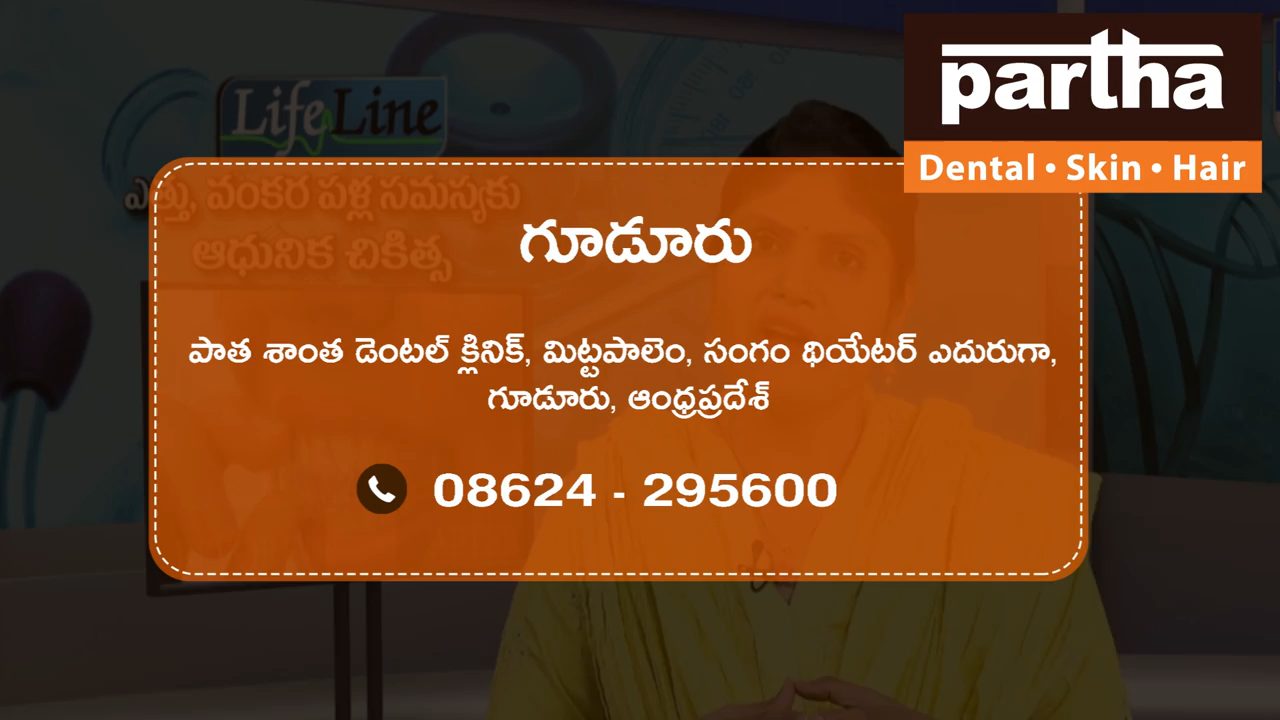 partha
Dental • Skin • Hair
LifeLine
ఎత్తు, వంకర పళ్ల సమస్యకు
ఆధునిక చికిత్స
గూడూరు
పాత శాంత డెంటల్ క్లినిక్, మిట్టపాలెం, సంగం థియేటర్ ఎదురుగా,
గూడూరు, ఆంధ్రప్రదేశ్
08624 - 295600